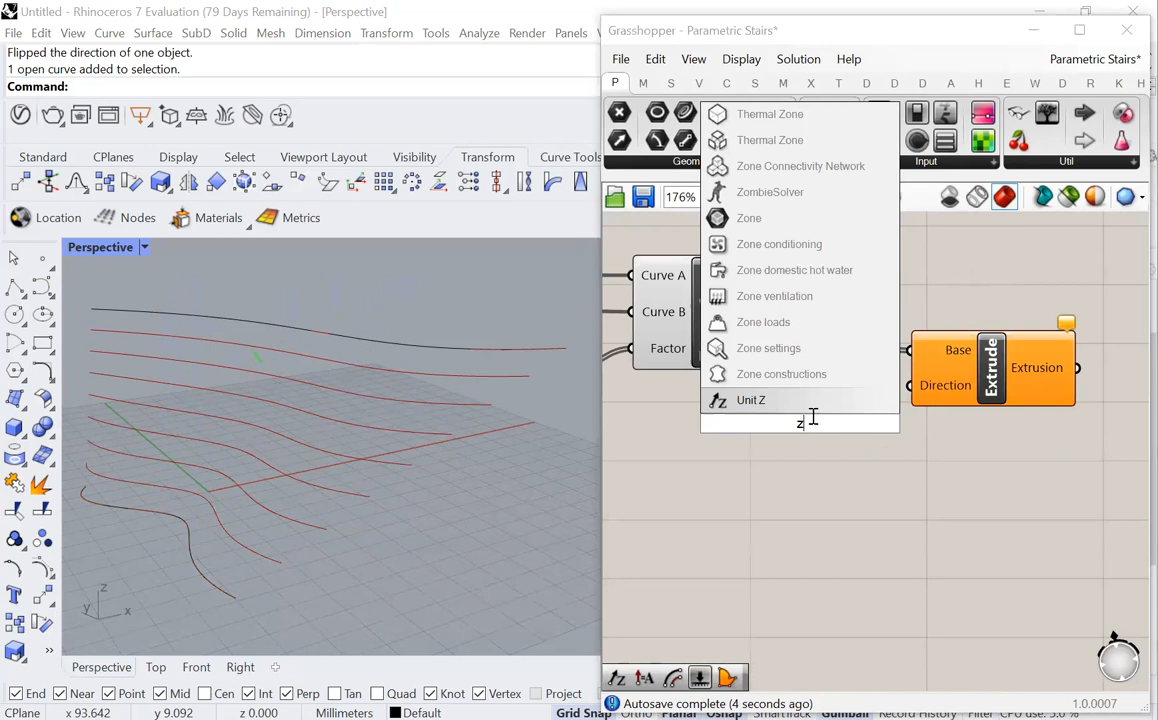 Untitled - Rhinoceros 7 Evaluation (79 Days Remaining) - [Perspective]
File Edit View Curve Surface SubD Solid Mesh Dimension Transform Tools Analyze Render Panels
Flipped the direction of one object.
1 open curve added to selection.
Command:
Standard CPlanes Display Select Viewport Layout Visibility Transform Curve Tools
Location Nodes Materials Metrics
Perspective
z
y
x
Perspective Top Front Right
End Near Point Mid Cen Int Perp Tan Quad Knot Vertex Project
CPlane x 93.642 y 9.092 z 0.000 Millimeters Default Grid Snap Ortho Planar Osnap SmartTrack Gumball Record History
Grasshopper - Parametric Stairs*
File Edit View Display Solution Help Parametric Stairs*
P M S V C S M X T D D D A H E W D R K H
Geom
Input
Util
176%
Thermal Zone
Thermal Zone
Zone Connectivity Network
ZombieSolver
Zone
Zone conditioning
Zone domestic hot water
Zone ventilation
Zone loads
Zone settings
Zone constructions
Unit Z
z
Curve A
Curve B
Factor
Base
Direction
Extrude
Extrusion
Autosave complete (4 seconds ago)
1.0.0007